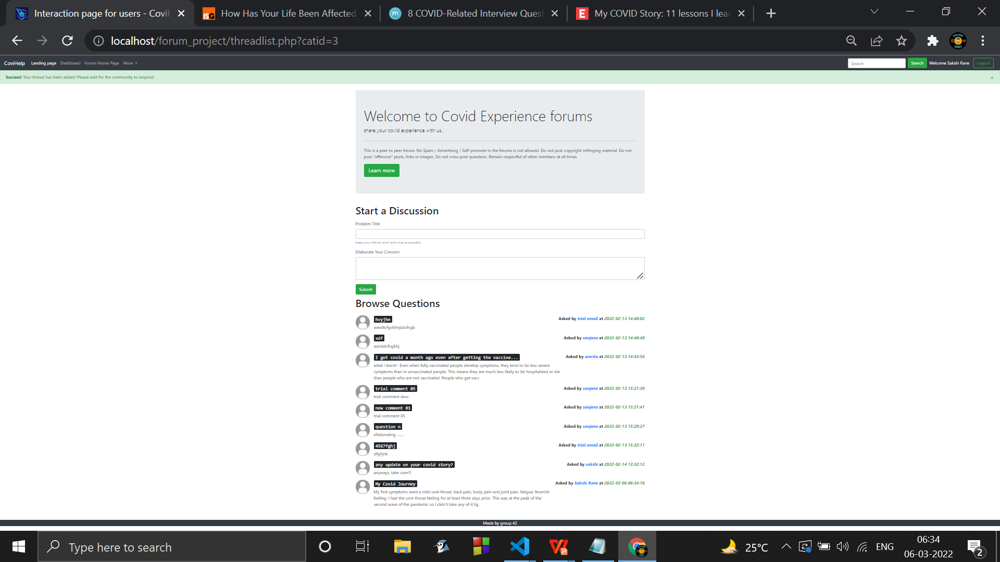 Interaction page for users - Covi
How Has Your Life Been Affected
8 COVID-Related Interview Quest
My COVID Story: 11 lessons I lear
localhost/forum_project/threadlist.php?catid=3
CoviHelp Landing page Dashboard Forum Home Page More Search Search Welcome Sakshi Rane Logout
Success! Your thread has been added! Please wait for the community to respond ×
Welcome to Covid Experience forums
share your covid experience with us..
This is a peer to peer forum. No Spam / Advertising / Self-promote in the forums is not allowed. Do not post copyright-infringing material. Do not
post “offensive” posts, links or images. Do not cross post questions. Remain respectful of other members at all times.
Learn more
Start a Discussion
Problem Title
Keep your title as short and crisp as possible
Ellaborate Your Concern
Submit
Browse Questions
hvyjhn Asked by trial email at 2022-02-13 14:40:02
wexdtcfgvbhnjdxcfvgb
xdf Asked by sanjana at 2022-02-13 14:40:49
wzrdxtcfvgbhj
I got covid a month ago even after getting the vaccine... Asked by amrita at 2022-02-13 14:43:56
what i learnt : Even when fully vaccinated people develop symptoms, they tend to be less severe
symptoms than in unvaccinated people. This means they are much less likely to be hospitalized or die
than people who are not vaccinated. People who get vacc
trial comment 05 Asked by sanjana at 2022-02-13 15:21:30
trial comment desc
new comment 01 Asked by sanjana at 2022-02-13 15:21:41
trial comment 05
question n Asked by sanjana at 2022-02-13 15:29:27
ellaborating ........
4567fghj Asked by trial email at 2022-02-13 15:32:11
dfghjnk
any update on your covid story? Asked by sakshi at 2022-02-14 13:32:12
anyways, take care!!!
My Covid Journey Asked by Sakshi Rane at 2022-03-06 06:34:16
My first symptoms were a mild sore throat, back pain, body pain and joint pain, fatigue, feverish
feeling. I had the sore throat feeling for at least three days prior. This was at the peak of the
second wave of the pandemic so I didn't take any of it lig
Made by group 42
Type here to search
25°C
ENG
06:34
06-03-2022
2